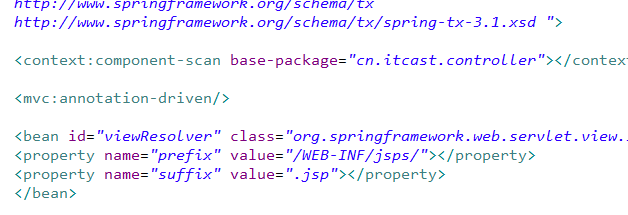 http://www.springframework.org/schema/tx
http://www.springframework.org/schema/tx/spring-tx-3.1.xsd ">
<context:component-scan base-package="cn.itcast.controller"></contex
<mvc:annotation-driven/>
<bean id="viewResolver" class="org.springframework.web.servlet.view.
<property name="prefix" value="/WEB-INF/jsps/"></property>
<property name="suffix" value=".jsp"></property>
</bean>